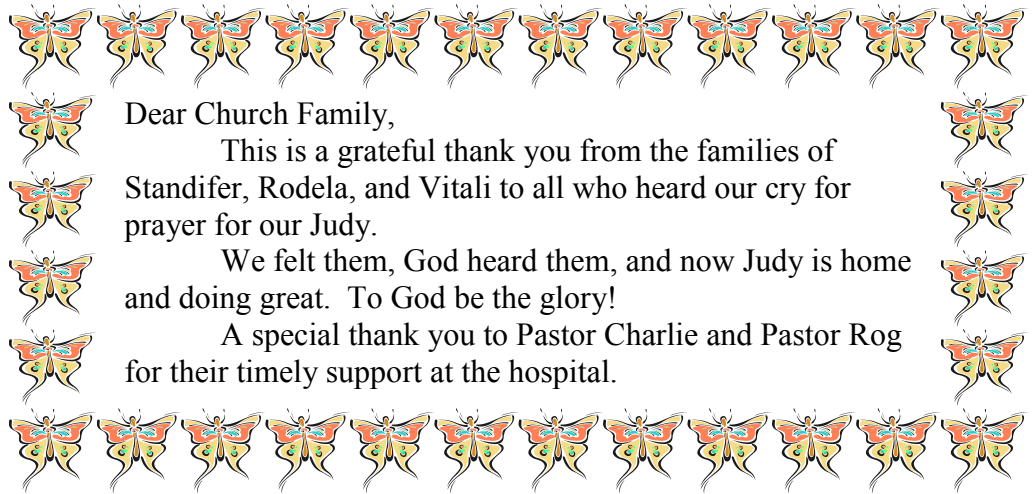 Dear Church Family,
This is a grateful thank you from the families of
Standifer, Rodela, and Vitali to all who heard our cry for
prayer for our Judy.
We felt them, God heard them, and now Judy is home
and doing great.  To God be the glory!
A special thank you to Pastor Charlie and Pastor Rog
for their timely support at the hospital.